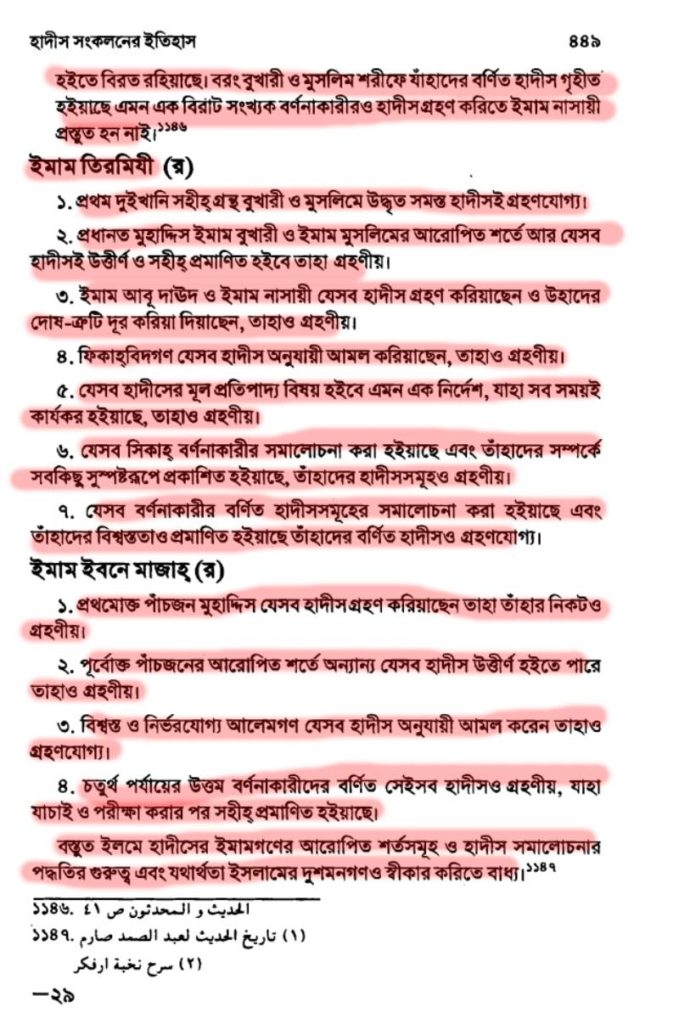 হাদীস সংকলনের ইতিহাস ৪৪৯
হইতে বিরত রহিয়াছে। বরং বুখারী ও মুসলিম শরীফে যাঁহাদের বর্ণিত হাদীস গৃহীত
হইয়াছে এমন এক বিরাট সংখ্যক বর্ণনাকারীরও হাদীস গ্রহণ করিতে ইমাম নাসায়ী
প্রস্তুত হন নাই।১১৪৬
ইমাম তিরমিযী (র)
১. প্রথম দুইখানি সহীহ্ গ্রন্থ বুখারী ও মুসলিমে উদ্ধৃত সমস্ত হাদীসই গ্রহণযোগ্য।
২. প্রধানত মুহাদ্দিস ইমাম বুখারী ও ইমাম মুসলিমের আরোপিত শর্তে আর যেসব
হাদীসই উত্তীর্ণ ও সহীহ্ প্রমাণিত হইবে তাহা গ্রহণীয়।
৩. ইমাম আবূ দাঊদ ও ইমাম নাসায়ী যেসব হাদীস গ্রহণ করিয়াছেন ও উহাদের
দোষ-ত্রুটি দূর করিয়া দিয়াছেন, তাহাও গ্রহণীয়।
৪. ফিকাহ্‌বিদগণ যেসব হাদীস অনুযায়ী আমল করিয়াছেন, তাহাও গ্রহণীয়।
৫. যেসব হাদীসের মূল প্রতিপাদ্য বিষয় হইবে এমন এক নির্দেশ, যাহা সব সময়ই
কার্যকর হইয়াছে, তাহাও গ্রহণীয়।
৬. যেসব সিকাহ্ বর্ণনাকারীর সমালোচনা করা হইয়াছে এবং তাঁহাদের সম্পর্কে
সবকিছু সুস্পষ্টরূপে প্রকাশিত হইয়াছে, তাঁহাদের হাদীসসমূহও গ্রহণীয়।
৭. যেসব বর্ণনাকারীর বর্ণিত হাদীসসমূহের সমালোচনা করা হইয়াছে এবং
তাঁহাদের বিশ্বস্ততাও প্রমাণিত হইয়াছে তাঁহাদের বর্ণিত হাদীসও গ্রহণযোগ্য।
ইমাম ইবনে মাজাহ্ (র)
১. প্রথমোক্ত পাঁচজন মুহাদ্দিস যেসব হাদীস গ্রহণ করিয়াছেন তাহা তাঁহার নিকটও
গ্রহণীয়।
২. পূর্বোক্ত পাঁচজনের আরোপিত শর্তে অন্যান্য যেসব হাদীস উত্তীর্ণ হইতে পারে
তাহাও গ্রহণীয়।
৩. বিশ্বস্ত ও নির্ভরযোগ্য আলেমগণ যেসব হাদীস অনুযায়ী আমল করেন তাহাও
গ্রহণযোগ্য।
৪. চতুর্থ পর্যায়ের উত্তম বর্ণনাকারীদের বর্ণিত সেইসব হাদীসও গ্রহণীয়, যাহা
যাচাই ও পরীক্ষা করার পর সহীহ্ প্রমাণিত হইয়াছে।
বস্তুত ইলমে হাদীসের ইমামগণের আরোপিত শর্তসমূহ ও হাদীস সমালোচনার
পদ্ধতির গুরুত্ব এবং যথার্থতা ইসলামের দুশমনগণও স্বীকার করিতে বাধ্য।১১৪৭
১১৪৬. الحديث و المحدثون ص ٤١
১১৪৭. (١) تاريخ الحديث لعبد الصمد صارم
(٢) سرح نخبة ارفكر
—২৯